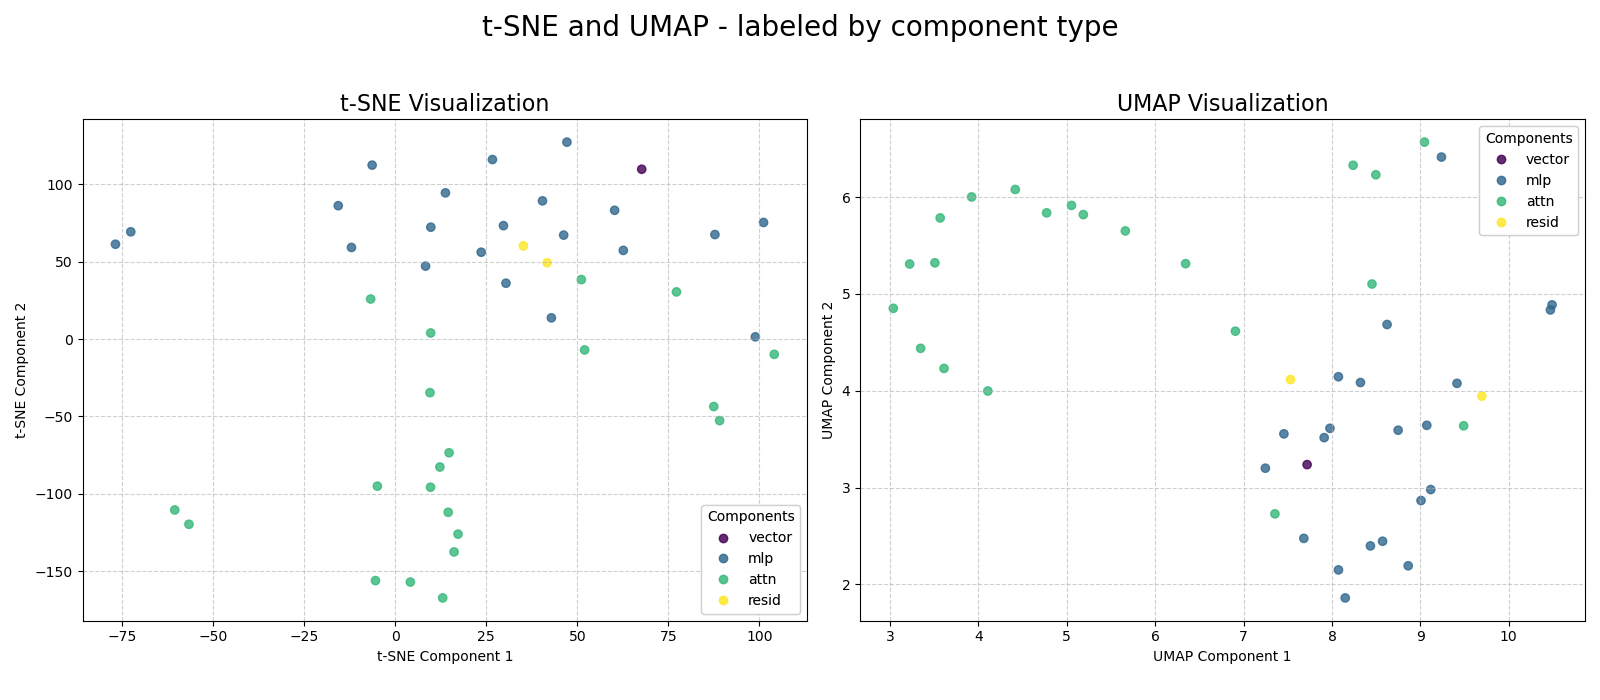 t-SNE and UMAP - labeled by component type
t-SNE Visualization
100
50
0
−50
−100
−150
−75
−50
−25
0
25
50
75
100
t-SNE Component 2
t-SNE Component 1
Components
vector
mlp
attn
resid
UMAP Visualization
6
5
4
3
2
3
4
5
6
7
8
9
10
UMAP Component 2
UMAP Component 1
Components
vector
mlp
attn
resid